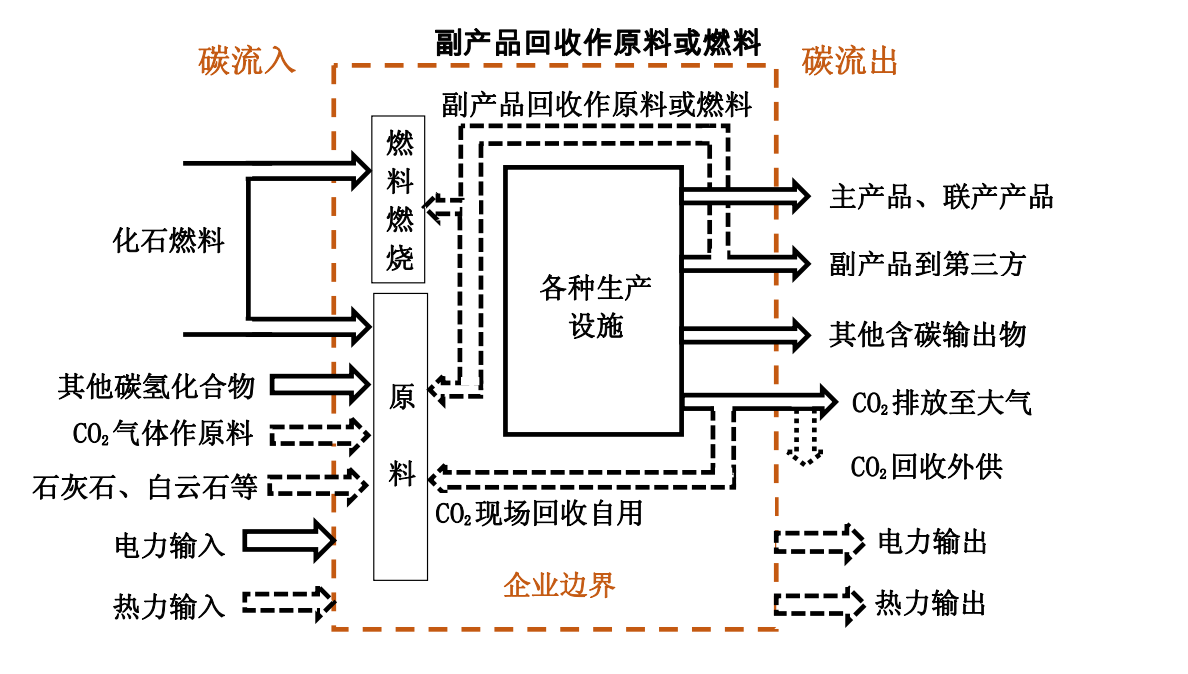 副产品回收作原料或燃料
碳流入
碳流出
副产品回收作原料或燃料
燃料燃烧
化石燃料
主产品、联产产品
副产品到第三方
各种生产
设施
其他含碳输出物
其他碳氢化合物
原料
CO₂排放至大气
CO₂气体作原料
CO₂回收外供
石灰石、白云石等
CO₂现场回收自用
电力输入
电力输出
企业边界
热力输入
热力输出